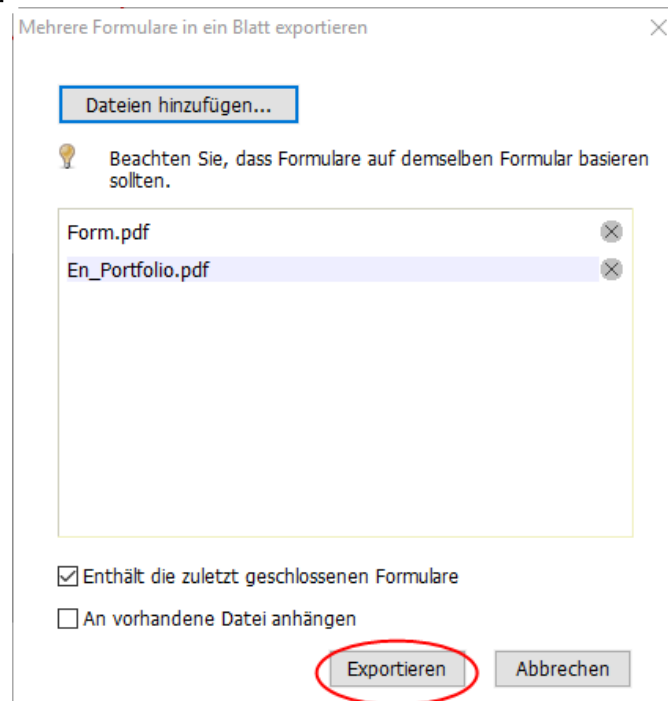 Mehrere Formulare in ein Blatt exportieren
Dateien hinzufügen...
Beachten Sie, dass Formulare auf demselben Formular basieren
sollten.
Form.pdf
En_Portfolio.pdf
Enthält die zuletzt geschlossenen Formulare
An vorhandene Datei anhängen
Exportieren Abbrechen